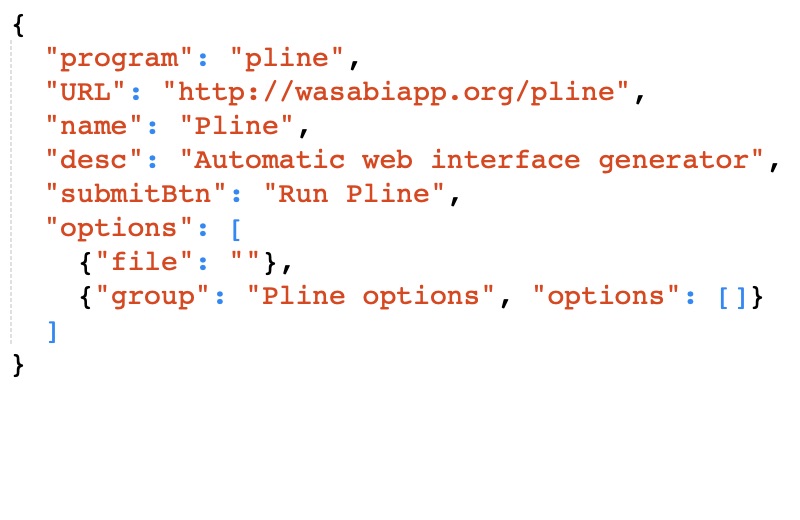 {
"program": "pline",
"URL": "http://wasabiapp.org/pline",
"name": "Pline",
"desc": "Automatic web interface generator",
"submitBtn": "Run Pline",
"options": [
{"file": ""},
{"group": "Pline options", "options": []}
]
}